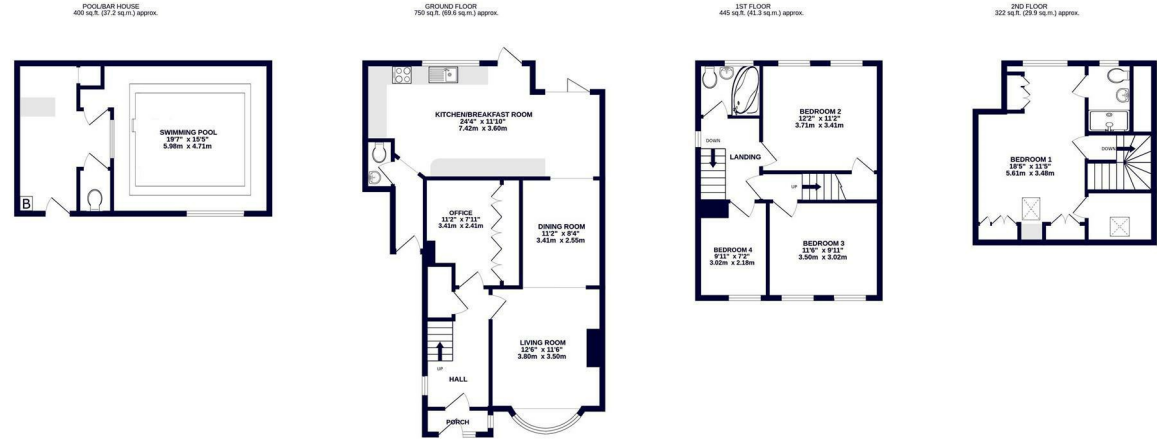 POOL/BAR HOUSE
400 sq.ft. (37.2 sq.m.) approx.
SWIMMING POOL
19'7" x 15'5"
5.98m x 4.71m
B
GROUND FLOOR
750 sq.ft. (69.6 sq.m.) approx.
KITCHEN/BREAKFAST ROOM
24'4" x 11'10"
7.42m x 3.60m
OFFICE
11'2" x 7'11"
3.41m x 2.41m
DINING ROOM
11'2" x 8'4"
3.41m x 2.55m
LIVING ROOM
12'6" x 11'6"
3.80m x 3.50m
UP
HALL
PORCH
1ST FLOOR
445 sq.ft. (41.3 sq.m.) approx.
BEDROOM 2
12'2" x 11'2"
3.71m x 3.41m
DOWN
LANDING
UP
BEDROOM 4
9'11" x 7'2"
3.02m x 2.18m
BEDROOM 3
11'6" x 9'11"
3.50m x 3.02m
2ND FLOOR
322 sq.ft. (29.9 sq.m.) approx.
DOWN
BEDROOM 1
18'5" x 11'5"
5.61m x 3.48m